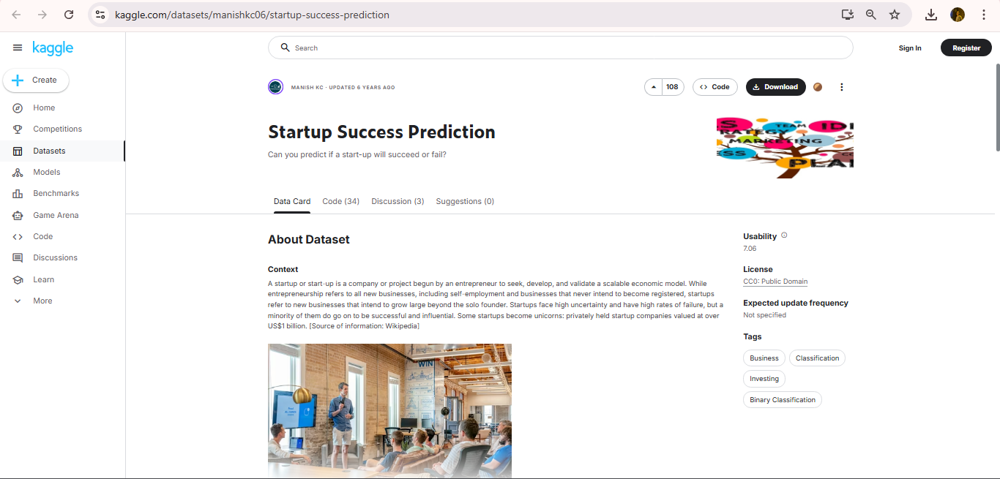 kaggle.com/datasets/manishkc06/startup-success-prediction
kaggle
Search
Sign In
Register
Create
Home
Competitions
Datasets
Models
Benchmarks
Game Arena
Code
Discussions
Learn
More
MANISH KC · UPDATED 6 YEARS AGO
108
Code
Download
Startup Success Prediction
Can you predict if a start-up will succeed or fail?
TEAM
MARKETING
Data Card
Code (34)
Discussion (3)
Suggestions (0)
About Dataset
Context
A startup or start-up is a company or project begun by an entrepreneur to seek, develop, and validate a scalable economic model. While
entrepreneurship refers to all new businesses, including self-employment and businesses that never intend to become registered, startups
refer to new businesses that intend to grow large beyond the solo founder. Startups face high uncertainty and have high rates of failure, but a
minority of them do go on to be successful and influential. Some startups become unicorns: privately held startup companies valued at over
US$1 billion. [Source of information: Wikipedia]
WIN
Usability
7.06
License
CC0: Public Domain
Expected update frequency
Not specified
Tags
Business
Classification
Investing
Binary Classification